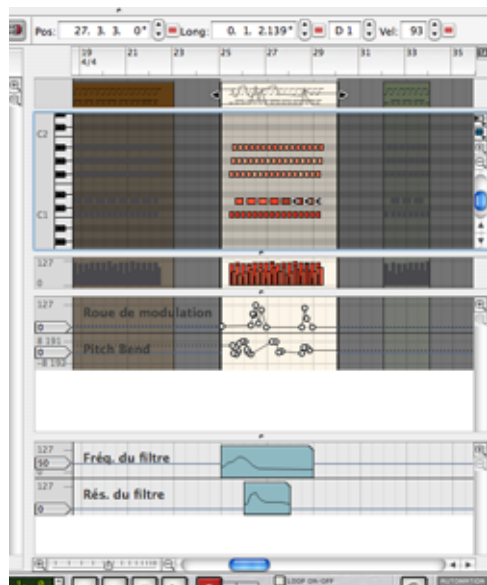 Pos: 27. 3. 3. 0* Long: 0. 1. 2.139* D 1 Vel: 93
19 21 23 25 27 29 31 33 35
4/4
C2
C1
127
0
127
Roue de modulation
0
8 191
Pitch Bend
0
-8 192
127
Fréq. du filtre
50
0
127
Rés. du filtre
0
LOOP ON/OFF
AUTOMATION